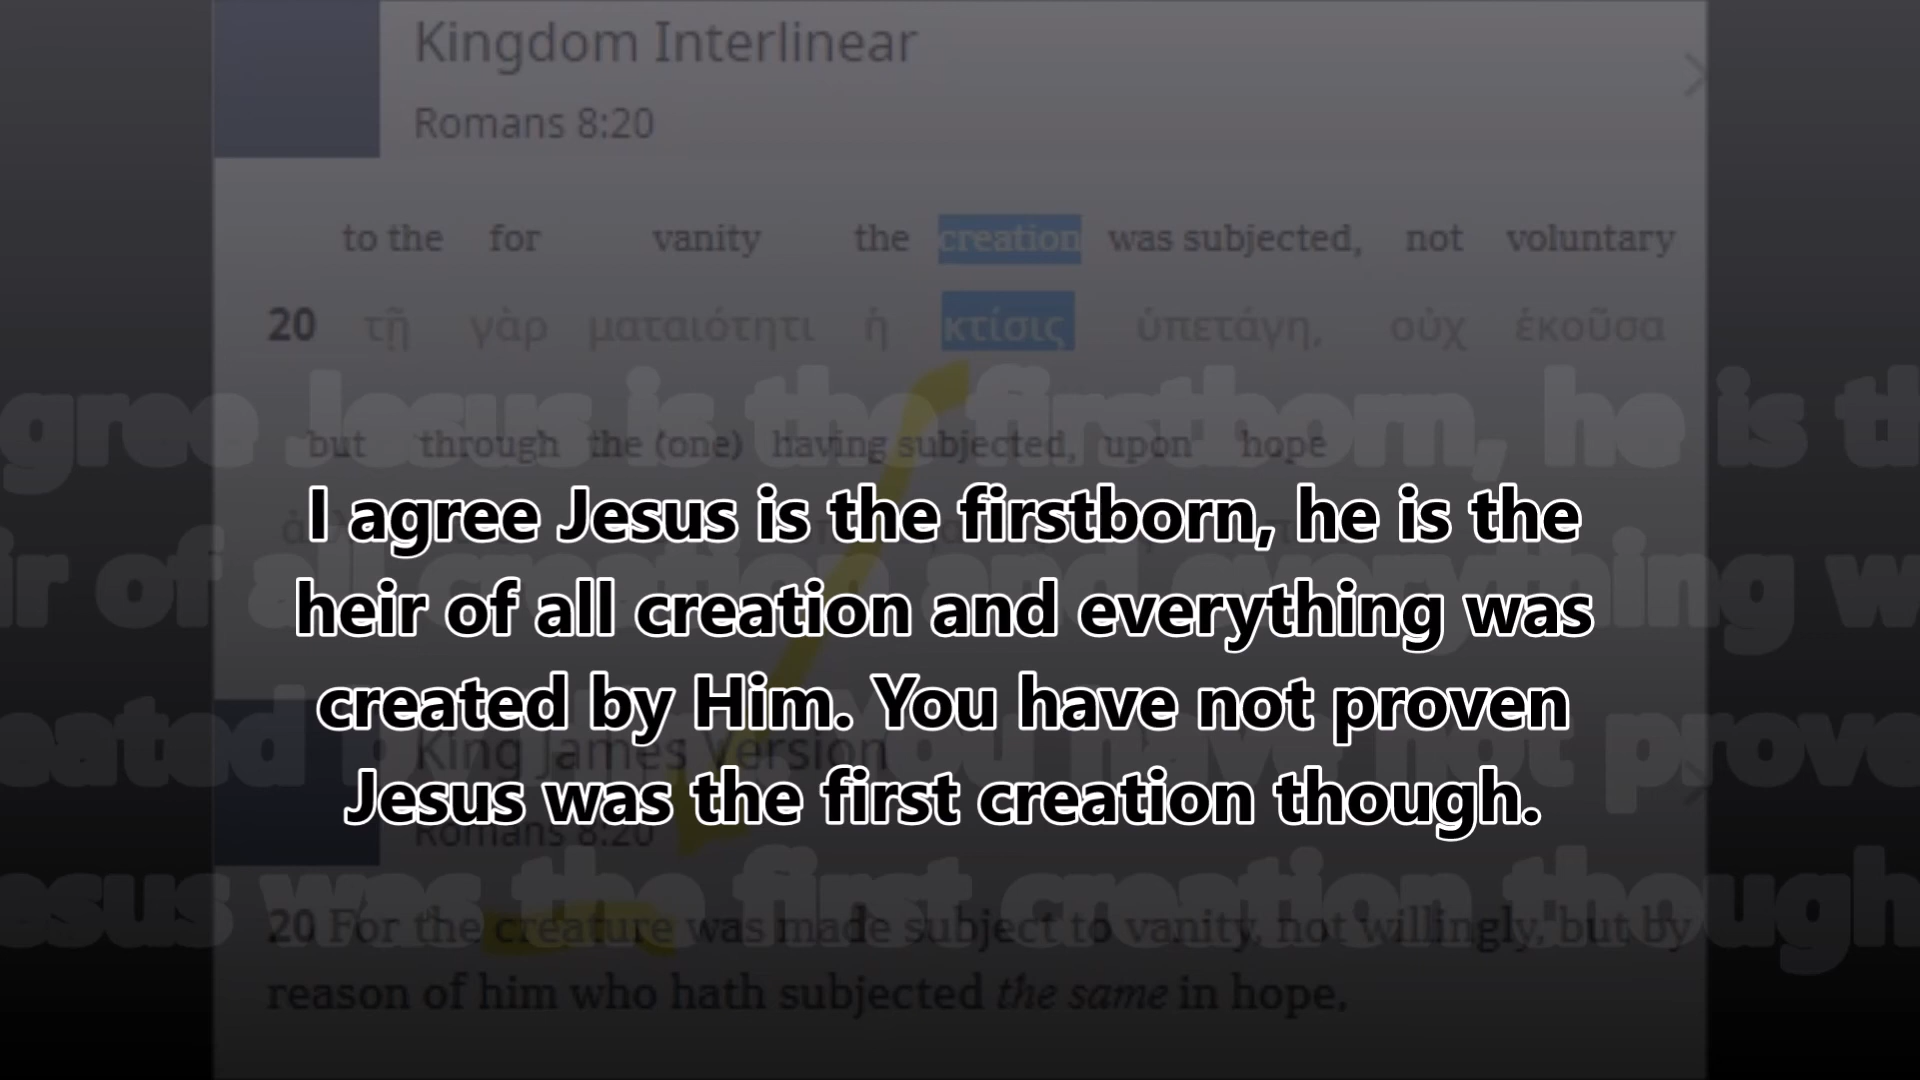 Kingdom Interlinear
Romans 8:20
to the for vanity the creation was subjected, not voluntary
20 τῇ γὰρ ματαιότητι ἡ κτίσις ὑπετάγη, οὐχ ἑκοῦσα
but through the (one) having subjected, upon hope
I agree Jesus is the firstborn, he is the
heir of all creation and everything was
created by Him. You have not proven
Jesus was the first creation though.
King James Version
Romans 8:20
20 For the creature was made subject to vanity, not willingly, but by
reason of him who hath subjected the same in hope,